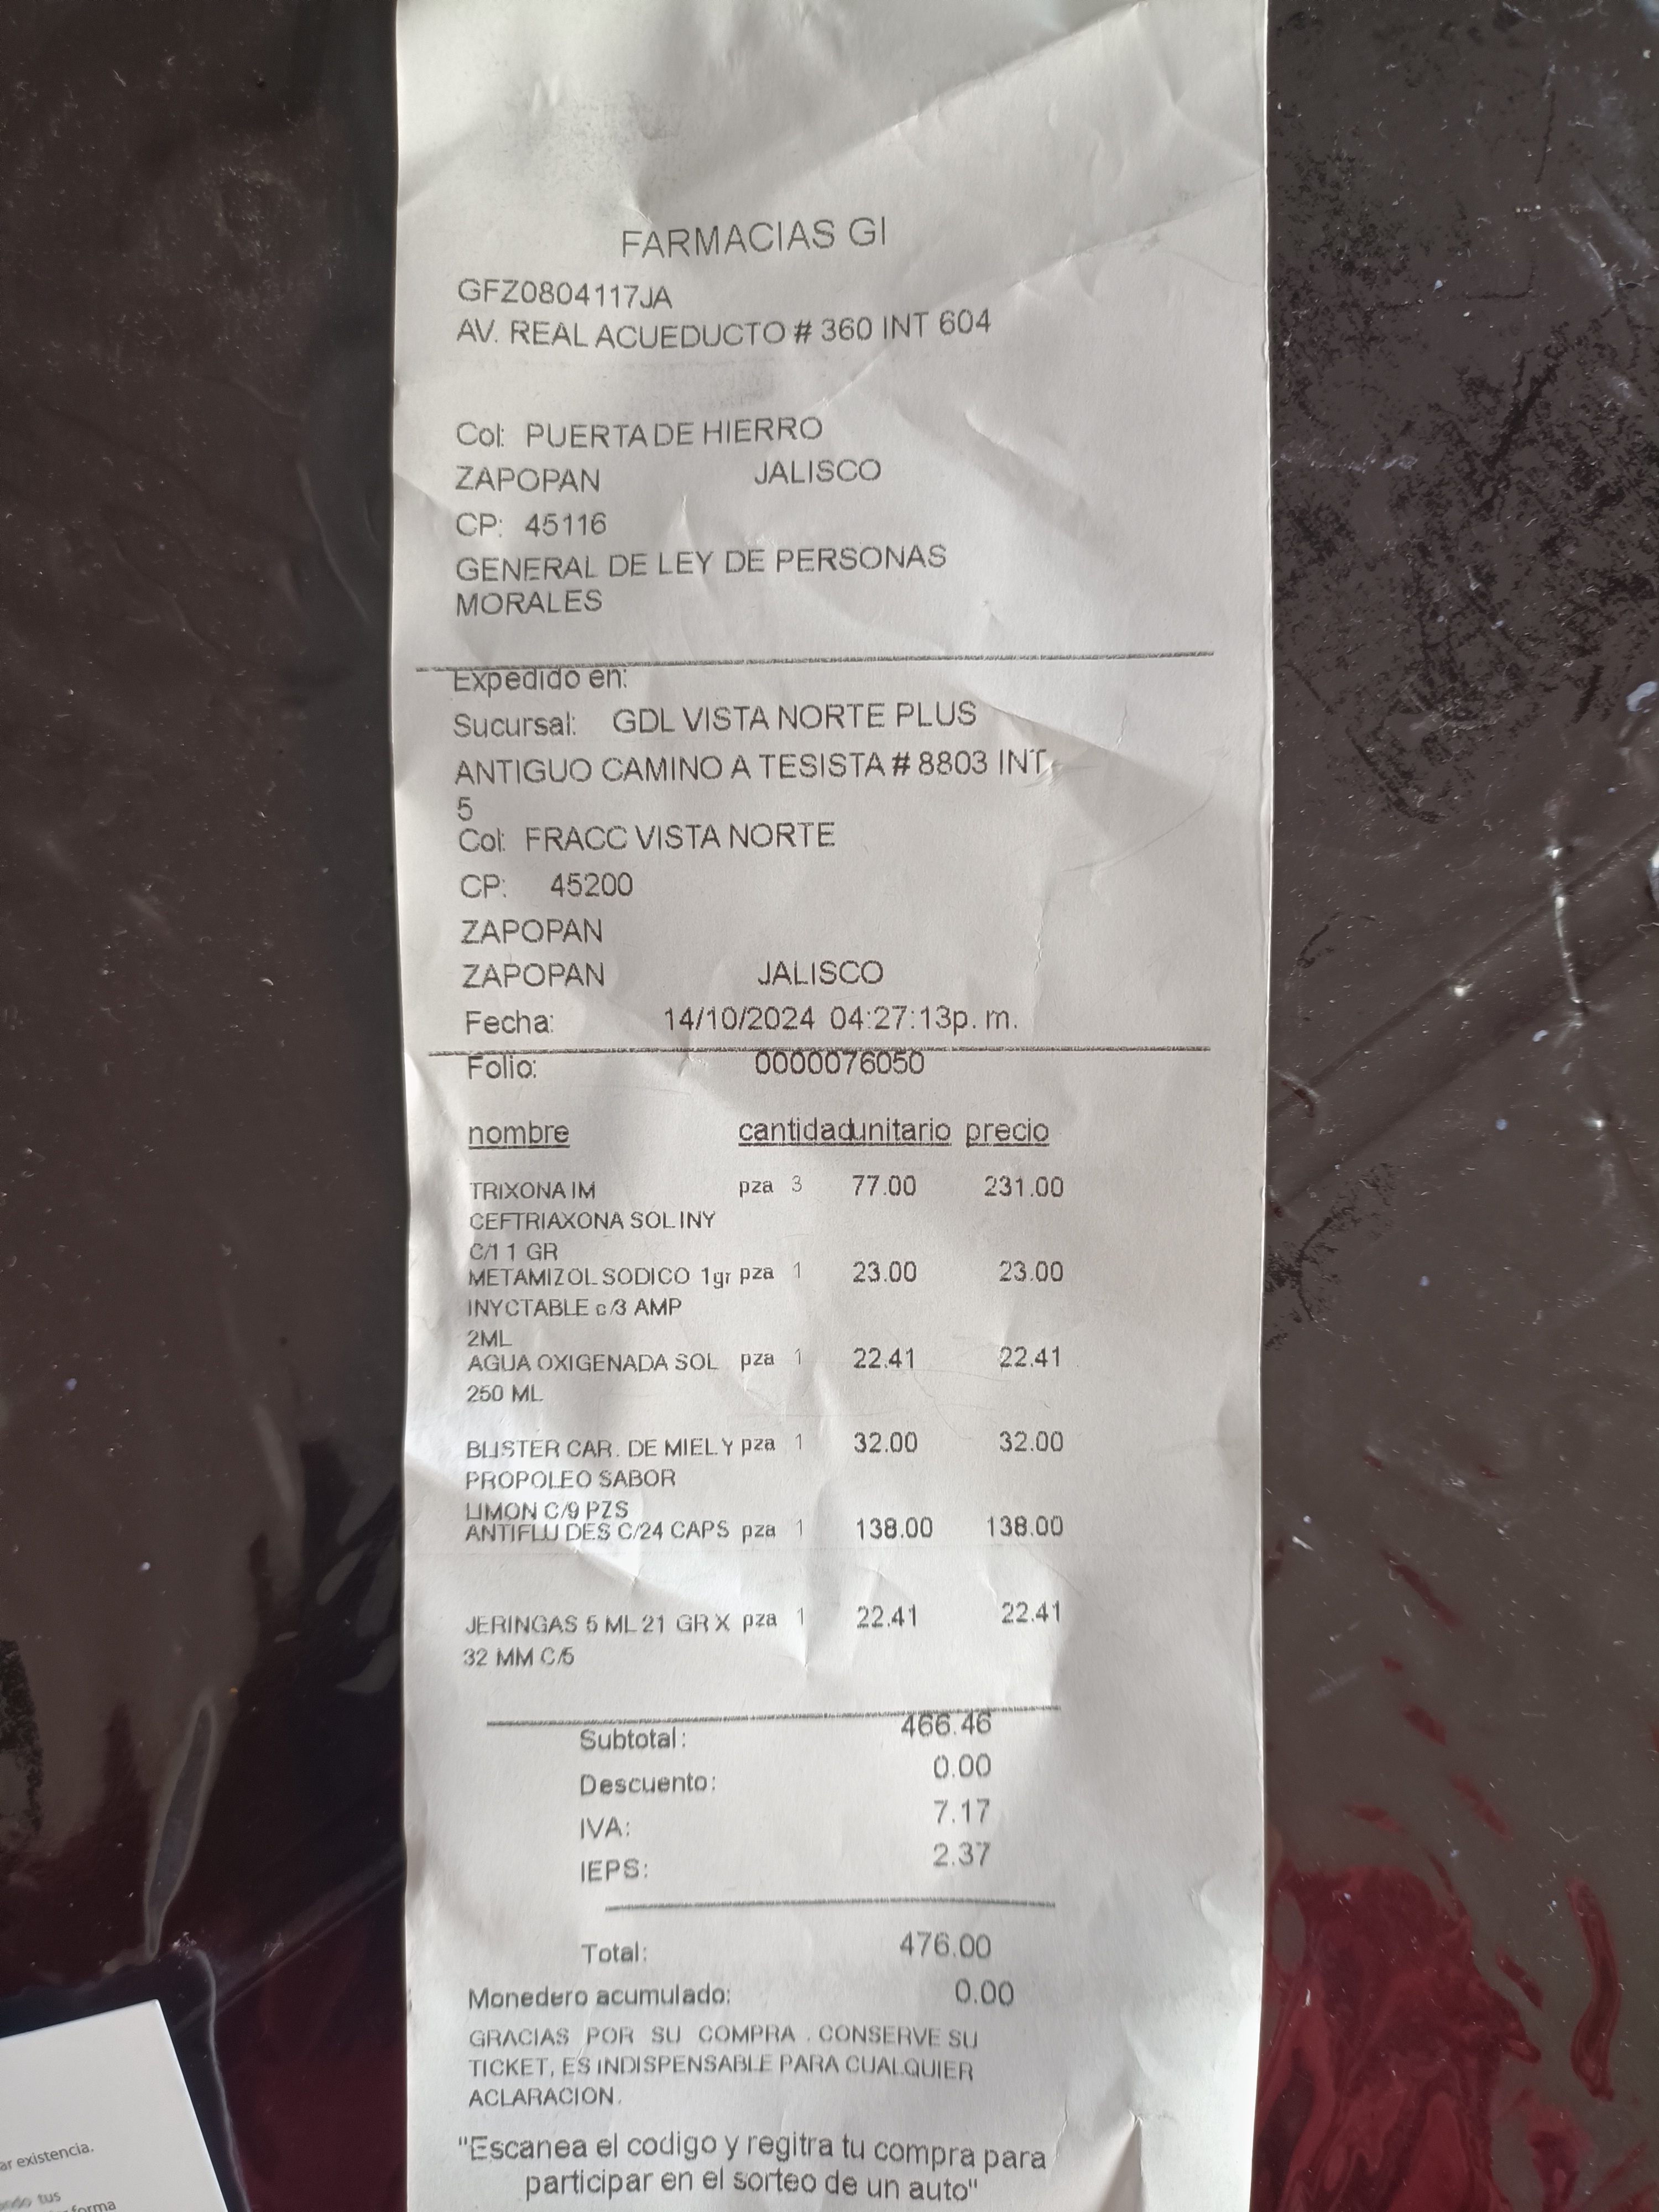 FARMACIAS GI
GFZ0804117JA
AV. REAL ACUEDUCTO # 360 INT 604
Col: PUERTA DE HIERRO
ZAPOPAN JALISCO
CP: 45116
GENERAL DE LEY DE PERSONAS
MORALES
Expedido en:
Sucursal: GDL VISTA NORTE PLUS
ANTIGUO CAMINO A TESISTA # 8803 INT
5
Col: FRACC VISTA NORTE
CP: 45200
ZAPOPAN
ZAPOPAN JALISCO
Fecha: 14/10/2024 04:27:13p. m.
Folio: 0000076050
nombre cantidad unitario precio
TRIXONA IM pza 3 77.00 231.00
CEFTRIAXONA SOL INY
C/1 1 GR
METAMIZOL SODICO 1gr pza 1 23.00 23.00
INYCTABLE c/3 AMP
2ML
AGUA OXIGENADA SOL pza 1 22.41 22.41
250 ML
BLISTER CAR. DE MIEL Y pza 1 32.00 32.00
PROPOLEO SABOR
LIMON C/9 PZS
ANTIFLU DES C/24 CAPS pza 1 138.00 138.00
JERINGAS 5 ML 21 GR X pza 1 22.41 22.41
32 MM C/5
Subtotal: 466.46
Descuento: 0.00
IVA: 7.17
IEPS: 2.37
Total: 476.00
Monedero acumulado: 0.00
GRACIAS POR SU COMPRA . CONSERVE SU
TICKET, ES INDISPENSABLE PARA CUALQUIER
ACLARACION.
"Escanea el codigo y regitra tu compra para
participar en el sorteo de un auto"
ar existencia.
tus
forma